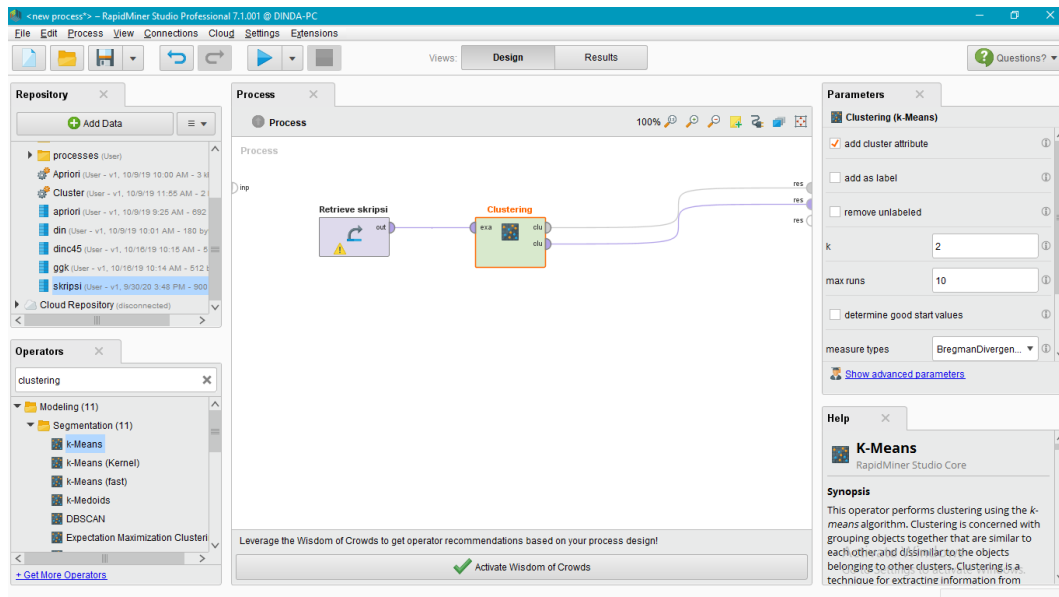 <new process*> – RapidMiner Studio Professional 7.1.001 @ DINDA-PC
File Edit Process View Connections Cloud Settings Extensions
Views: Design Results Questions?
Repository
Add Data
processes (User)
Apriori (User - v1, 10/9/19 10:00 AM - 3 k
Cluster (User - v1, 10/9/19 11:55 AM - 2
apriori (User - v1, 10/9/19 9:25 AM - 692
din (User - v1, 10/9/19 10:01 AM - 180 by
dinc45 (User - v1, 10/16/19 10:15 AM - 5
ggk (User - v1, 10/16/19 10:14 AM - 512 b
skripsi (User - v1, 9/30/20 3:48 PM - 900
Cloud Repository (disconnected)
Operators
clustering
Modeling (11)
Segmentation (11)
k-Means
k-Means (Kernel)
k-Means (fast)
k-Medoids
DBSCAN
Expectation Maximization Clusteri
+ Get More Operators
Process
Process
100%
Process
inp
Retrieve skripsi
out
Clustering
exa
clu
clu
res
res
res
Leverage the Wisdom of Crowds to get operator recommendations based on your process design!
Activate Wisdom of Crowds
Parameters
Clustering (k-Means)
add cluster attribute
add as label
remove unlabeled
k 2
max runs 10
determine good start values
measure types BregmanDivergen...
Show advanced parameters
Help
K-Means
RapidMiner Studio Core
Synopsis
This operator performs clustering using the k-
means algorithm. Clustering is concerned with
grouping objects together that are similar to
each other and dissimilar to the objects
belonging to other clusters. Clustering is a
technique for extracting information from